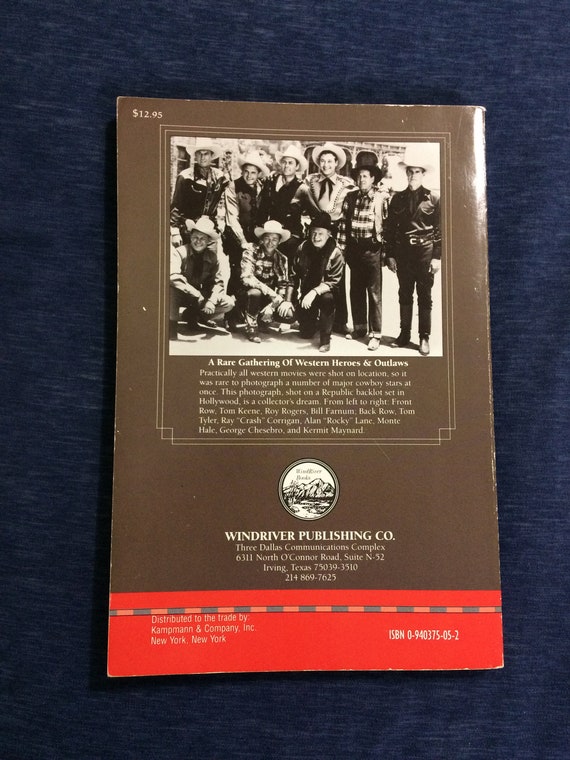 $12.95
A Rare Gathering Of Western Heroes & Outlaws
Practically all western movies were shot on location, so it
was rare to photograph a number of major cowboy stars at
once. This photograph, shot on a Republic backlot set in
Hollywood, is a collector's dream. From left to right: Front
Row, Tom Keene, Roy Rogers, Bill Farnum; Back Row, Tom
Tyler, Ray "Crash" Corrigan, Alan "Rocky" Lane, Monte
Hale, George Chesebro, and Kermit Maynard.
WindRiver
Books
WINDRIVER PUBLISHING CO.
Three Dallas Communications Complex
6311 North O'Connor Road, Suite N-52
Irving, Texas 75039-3510
214 869-7625
Distributed to the trade by:
Kampmann & Company, Inc.
New York, New York
ISBN 0-940375-05-2